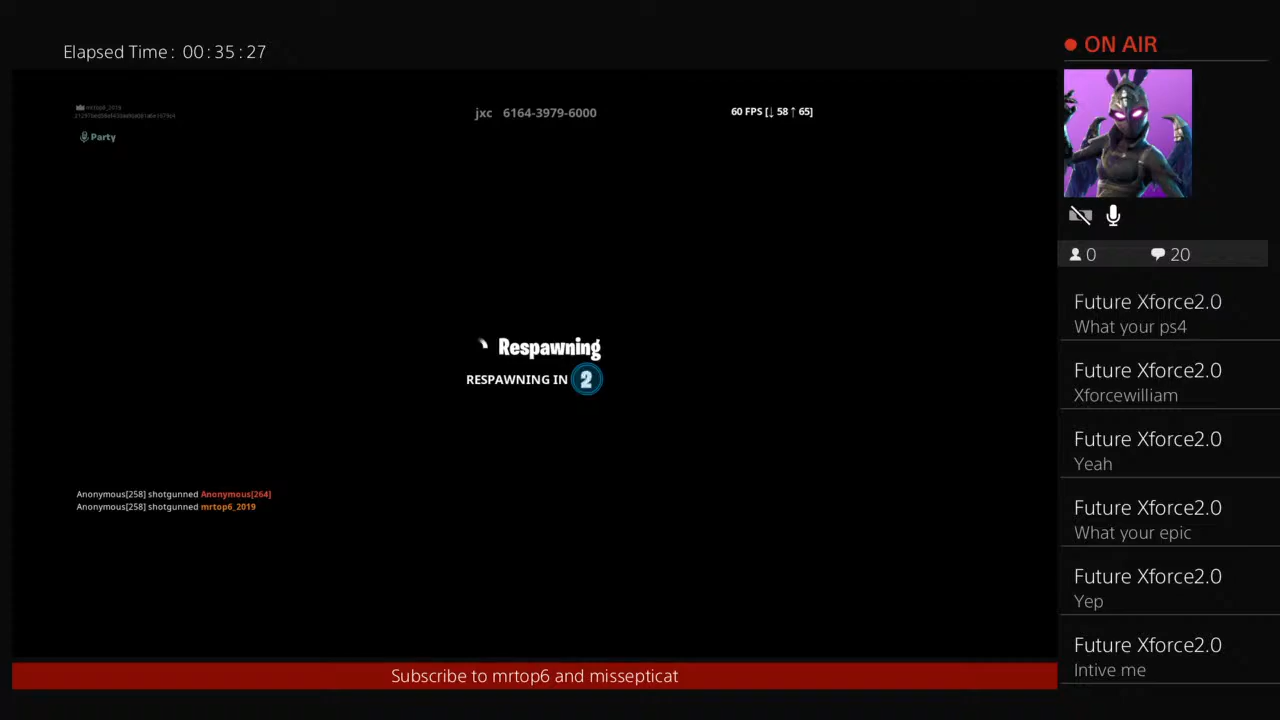 Elapsed Time: 00:35:27
ON AIR
mrtop6_2019
Party
jxc 6164-3979-6000
60 FPS [↓ 58 ↑ 65]
0 20
Respawning
RESPAWNING IN 2
Anonymous[258] shotgunned Anonymous[264]
Anonymous[258] shotgunned mrtop6_2019
Future Xforce2.0
What your ps4
Future Xforce2.0
Xforcewilliam
Future Xforce2.0
Yeah
Future Xforce2.0
What your epic
Future Xforce2.0
Yep
Future Xforce2.0
Intive me
Subscribe to mrtop6 and missepticat